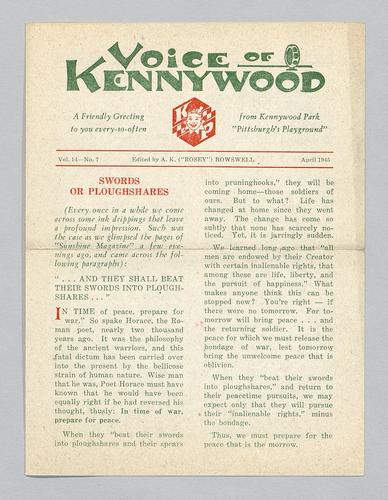 VOICE OF
KENNYWOOD
A Friendly Greeting
to you every-so-often
from Kennywood Park
"Pittsburgh's Playground"
Vol. 14—No. 7
Edited by A. K. ("ROSEY") ROWSWELL
April 1945
SWORDS
OR PLOUGHSHARES
(Every once in a while we come
across some ink drippings that leave
a profound impression. Such was
the case as we glimpsed the pages of
"Sunshine Magazine" a few eve-
nings ago, and came across the fol-
lowing paragraphs):
". . . AND THEY SHALL BEAT
THEIR SWORDS INTO PLOUGH-
SHARES . . ."
IN TIME of peace, prepare for
war." So spake Horace, the Ro-
man poet, nearly two thousand
years ago. It was the philosophy
of the ancient warriors, and this
fatal dictum has been carried over
into the present by the bellicose
strain of human nature. Wise man
that he was, Poet Horace must have
known that he would have been
equally right if he had reversed his
thought, thusly: In time of war,
prepare for peace.
When they "beat their swords
into ploughshares and their spears
into pruninghooks," they will be
coming home—those soldiers of
ours. But to what? Life has
changed at home since they went
away. The change has come so
subtly that none has scarcely no-
ticed. Yet, it is jarringly sudden.
We learned long ago that "all
men are endowed by their Creator
with certain inalienable rights, that
among these are life, liberty, and
the pursuit of happiness." What
makes anyone think this can be
stopped now? You're right — if
there were no tomorrow. For to-
morrow will bring peace . . . and
the returning soldier. It is the
peace for which we must release the
bondage of war, lest tomorrow
bring the unwelcome peace that is
oblivion.
When they "beat their swords
into ploughshares," and return to
their peacetime pursuits, we may
expect only that they will pursue
their "inalienable rights," minus
the bondage.
Thus, we must prepare for the
peace that is the morrow.